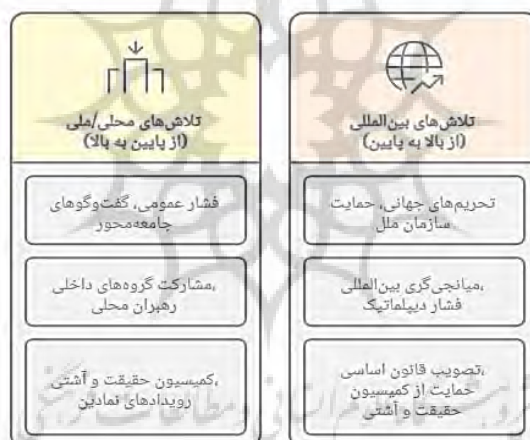 تلاش‌های بین‌المللی
(از بالا به پایین)
تحریم‌های جهانی، حمایت
سازمان ملل
،میانجی‌گری بین‌المللی
فشار دیپلماتیک
،تصویب قانون اساسی
حمایت از کمیسیون
حقیقت و آشتی
تلاش‌های محلی/ملی
(از پایین به بالا)
فشار عمومی، گفت‌وگوهای
جامعه‌محور
،مشارکت گروه‌های داخلی
رهبران محلی
،کمیسیون حقیقت و آشتی
رویدادهای نمادین